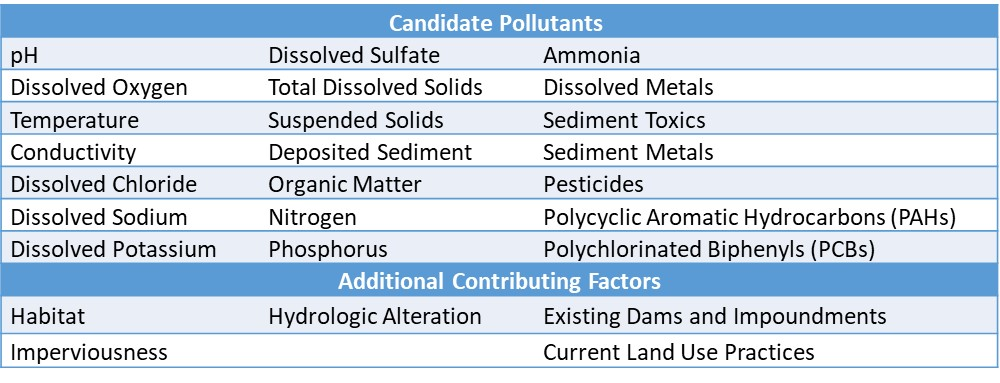 Candidate Pollutants
pH Dissolved Sulfate Ammonia
Dissolved Oxygen Total Dissolved Solids Dissolved Metals
Temperature Suspended Solids Sediment Toxics
Conductivity Deposited Sediment Sediment Metals
Dissolved Chloride Organic Matter Pesticides
Dissolved Sodium Nitrogen Polycyclic Aromatic Hydrocarbons (PAHs)
Dissolved Potassium Phosphorus Polychlorinated Biphenyls (PCBs)
Additional Contributing Factors
Habitat Hydrologic Alteration Existing Dams and Impoundments
Imperviousness Current Land Use Practices